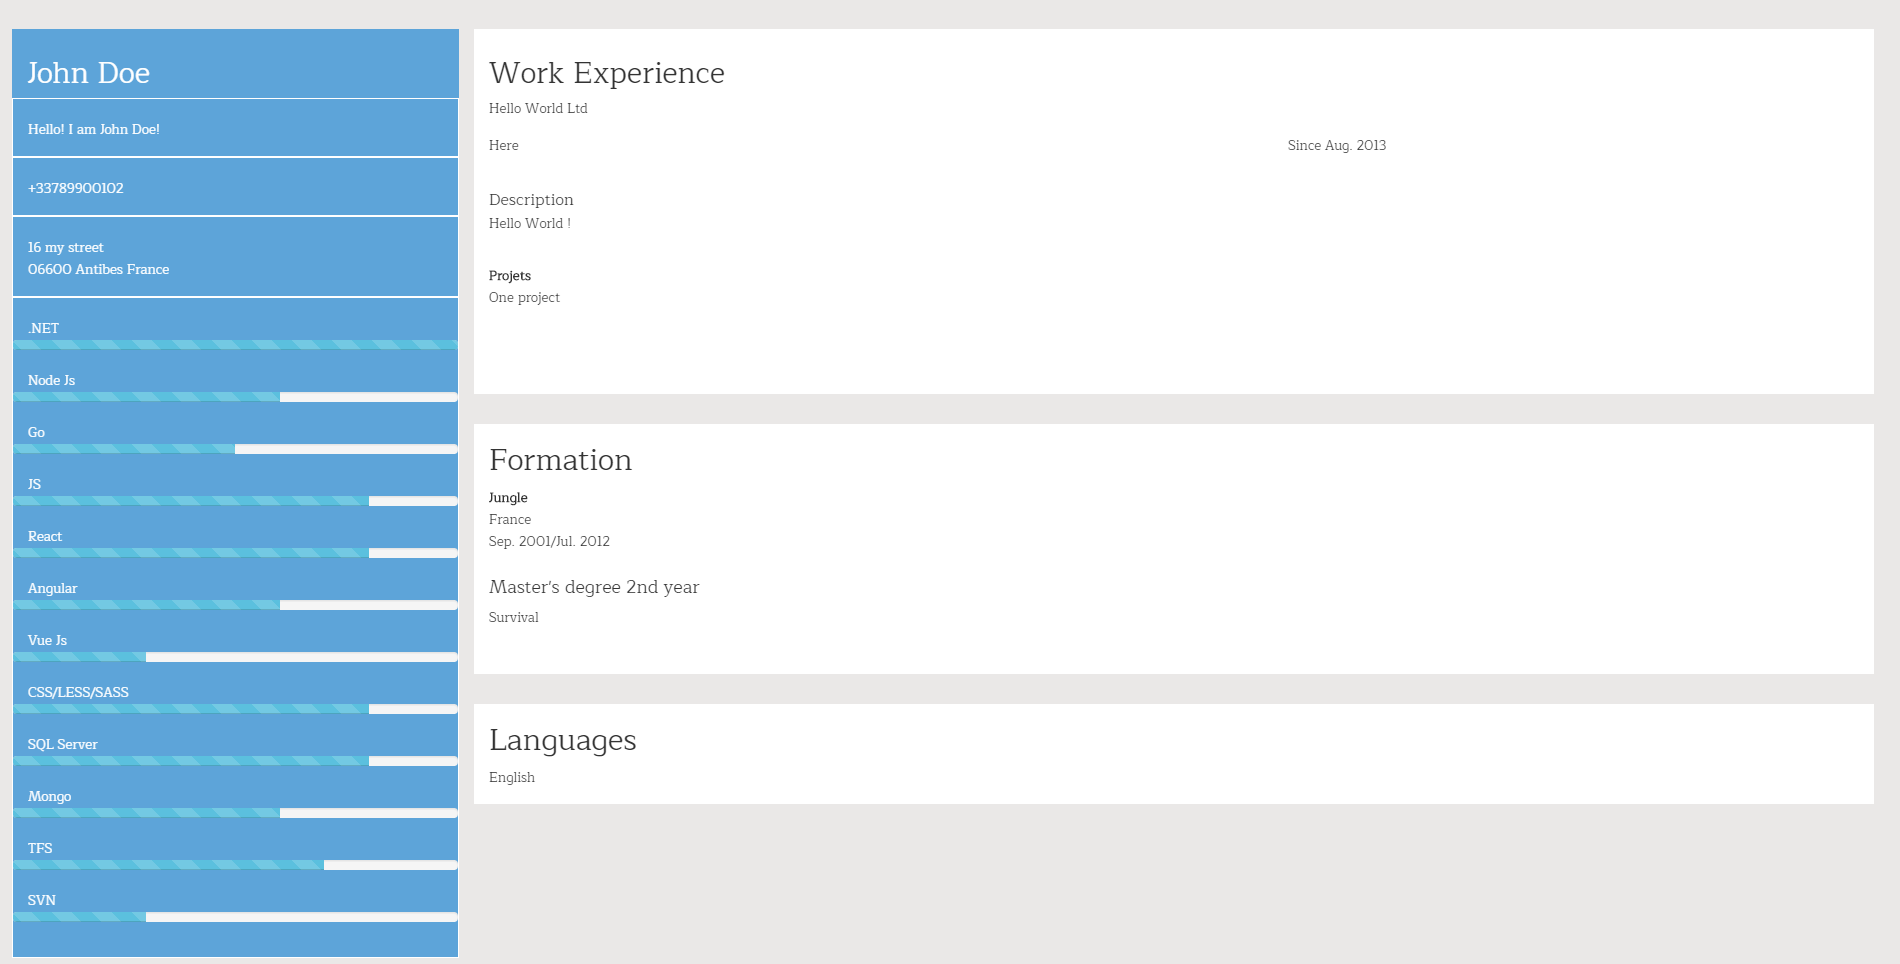 John Doe
Hello! I am John Doe!
+33789900102
16 my street
06600 Antibes France
.NET
Node Js
Go
JS
React
Angular
Vue Js
CSS/LESS/SASS
SQL Server
Mongo
TFS
SVN
Work Experience
Hello World Ltd
Here Since Aug. 2013
Description
Hello World !
Projets
One project
Formation
Jungle
France
Sep. 2001/Jul. 2012
Master's degree 2nd year
Survival
Languages
English